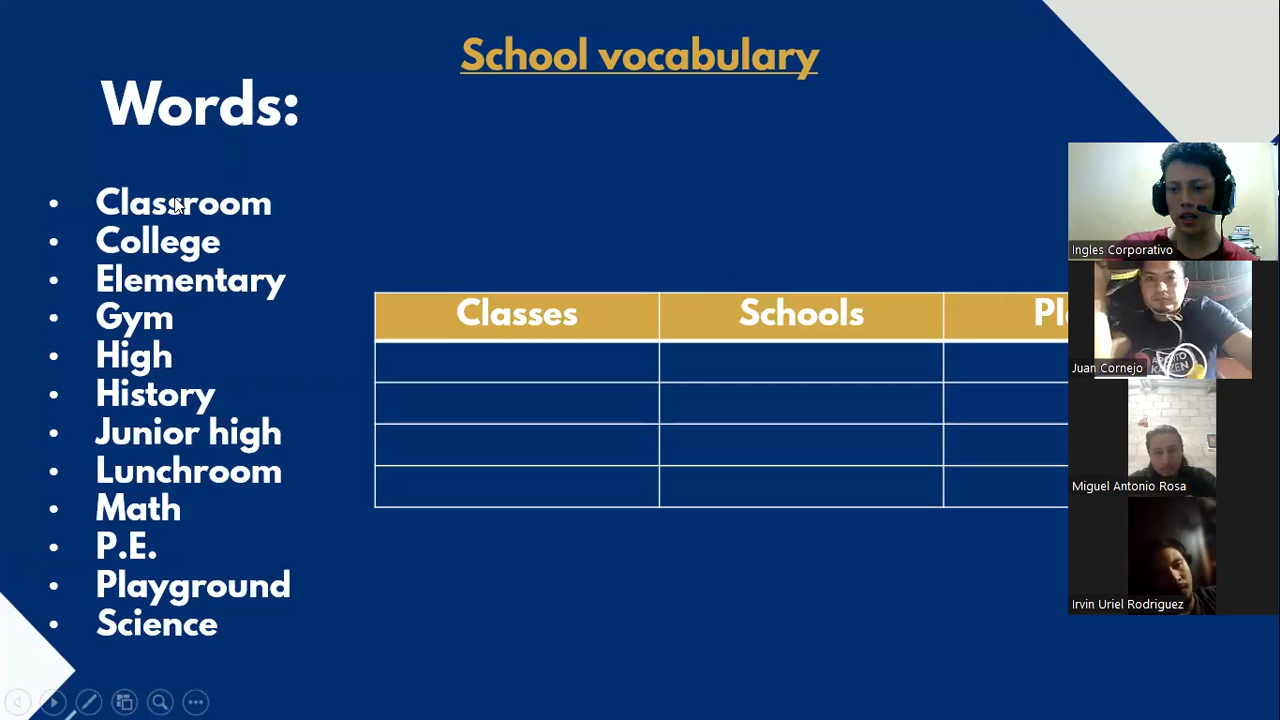 School vocabulary
Words:
Classroom
College
Elementary
Gym
High
History
Junior high
Lunchroom
Math
P.E.
Playground
Science
Classes Schools Pl
Ingles Corporativo
Juan Cornejo
Miguel Antonio Rosa
Irvin Uriel Rodriguez